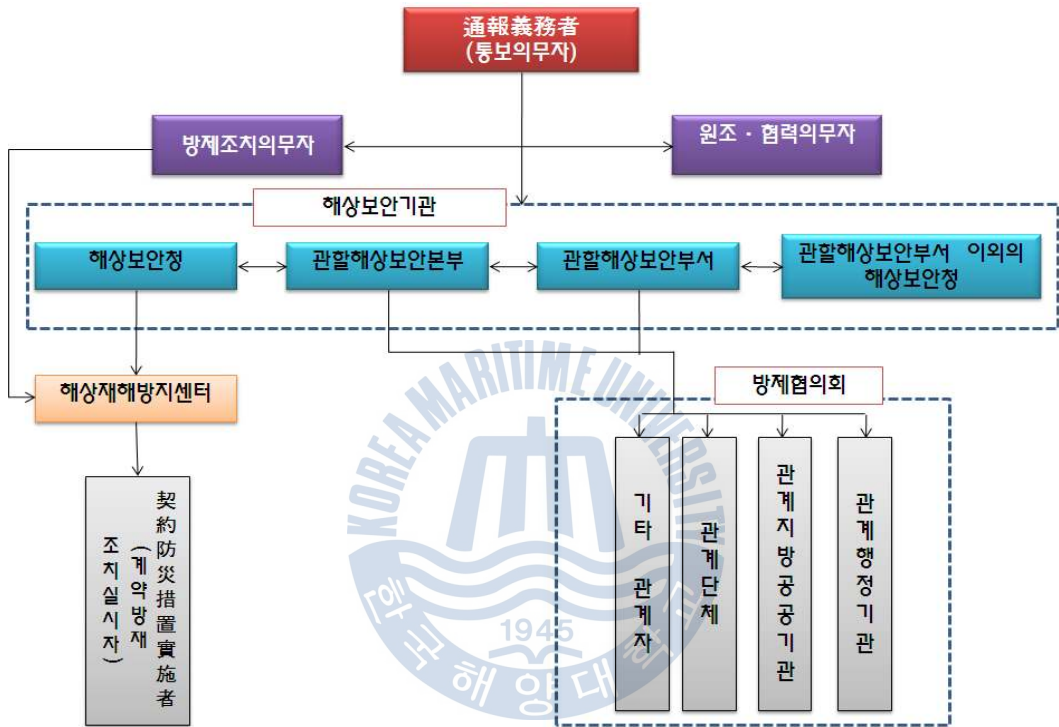 通報義務者
(통보의무자)
방제조치의무자
원조 · 협력의무자
해상보안기관
해상보안청
관할해상보안본부
관할해상보안부서
관할해상보안부서 이외의
해상보안청
해상재해방지센터
방제협의회
契約防災措置實施者
(계약방재
조치실시자)
기타 관계자
관계단체
관계지방공공기관
관계행정기관
KOREA MARITIME UNIVERSITY
1945
한국해양대학교